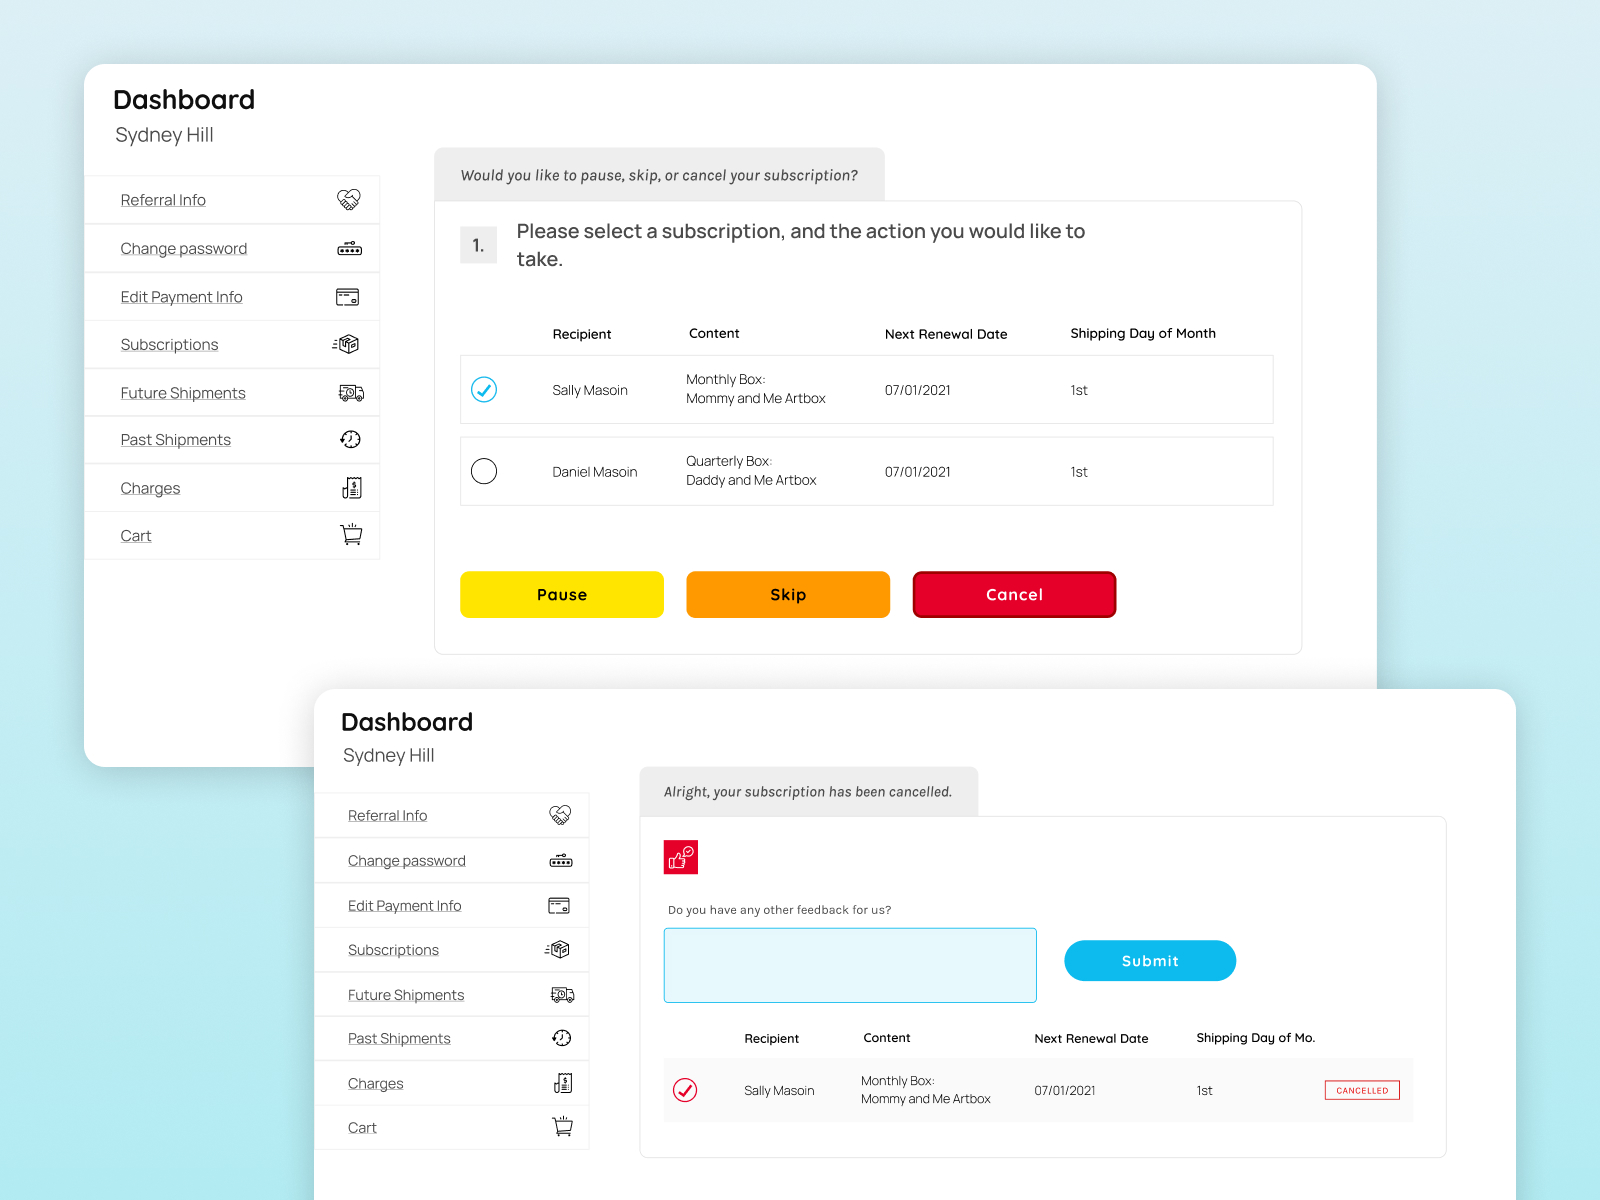 Dashboard
Sydney Hill
Referral Info
Change password
Edit Payment Info
Subscriptions
Future Shipments
Past Shipments
Charges
Cart
Would you like to pause, skip, or cancel your subscription?
1.
Please select a subscription, and the action you would like to
take.
Recipient Content Next Renewal Date Shipping Day of Month
Sally Masoin Monthly Box: 07/01/2021 1st
Mommy and Me Artbox
Daniel Masoin Quarterly Box: 07/01/2021 1st
Daddy and Me Artbox
Pause Skip Cancel
Dashboard
Sydney Hill
Referral Info
Change password
Edit Payment Info
Subscriptions
Future Shipments
Past Shipments
Charges
Cart
Alright, your subscription has been cancelled.
Do you have any other feedback for us?
Submit
Recipient Content Next Renewal Date Shipping Day of Mo.
Sally Masoin Monthly Box: 07/01/2021 1st CANCELLED
Mommy and Me Artbox